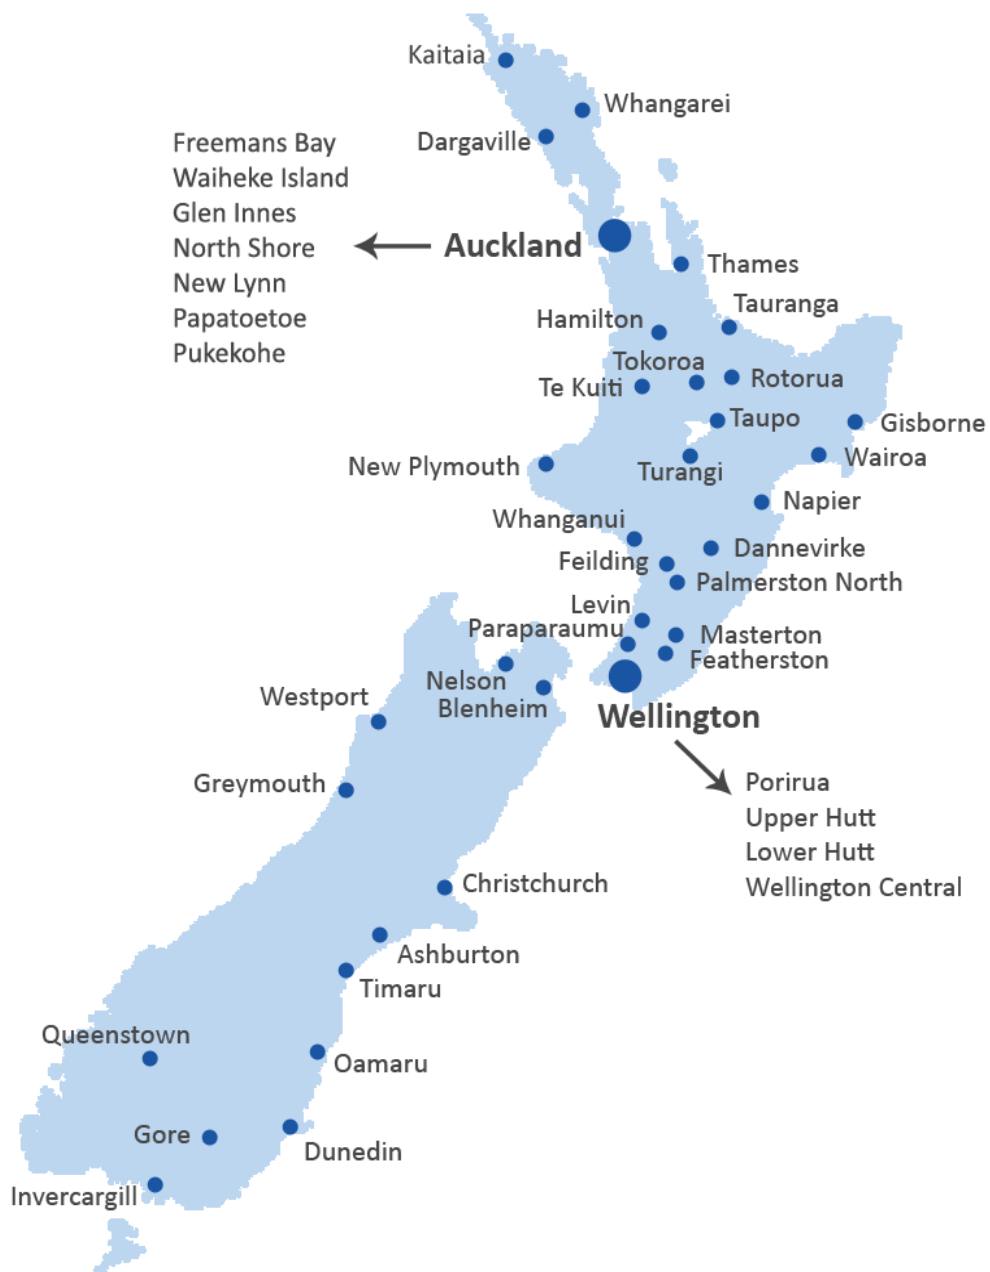 Kaitaia
Whangarei
Dargaville
Freemans Bay
Waiheke Island
Glen Innes
North Shore
New Lynn
Papatoetoe
Pukekohe
Auckland
Thames
Tauranga
Hamilton
Tokoroa
Rotorua
Te Kuiti
Taupo
Gisborne
Wairoa
New Plymouth
Turangi
Napier
Whanganui
Dannevirke
Feilding
Palmerston North
Levin
Paraparaumu
Masterton
Featherston
Nelson
Blenheim
Westport
Wellington
Greymouth
Porirua
Upper Hutt
Lower Hutt
Wellington Central
Christchurch
Ashburton
Timaru
Queenstown
Oamaru
Gore
Dunedin
Invercargill